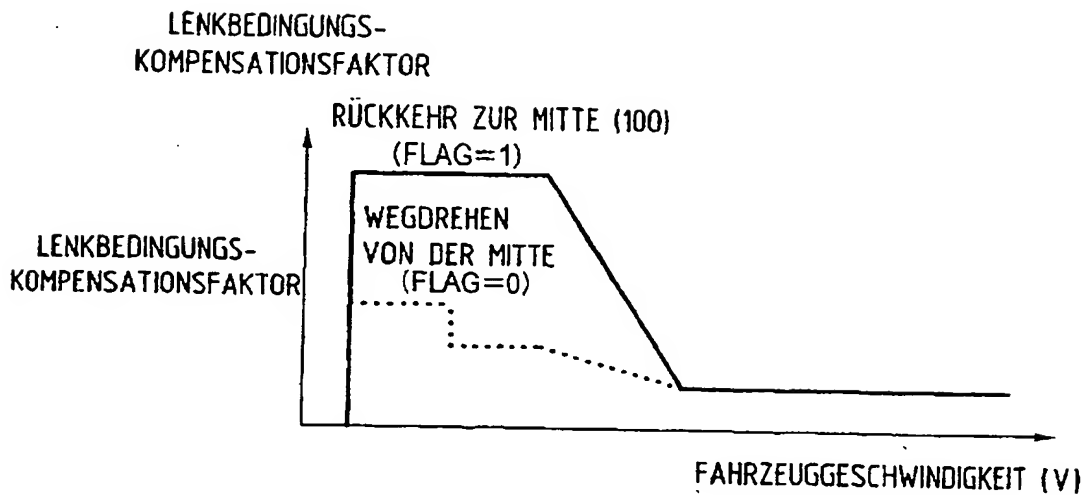 LENKBEDINGUNGS-
KOMPENSATIONSFAKTOR
RÜCKKEHR ZUR MITTE (100)
(FLAG=1)
WEGDREHEN
VON DER MITTE
(FLAG=0)
LENKBEDINGUNGS-
KOMPENSATIONSFAKTOR
FAHRZEUGGESCHWINDIGKEIT (V)